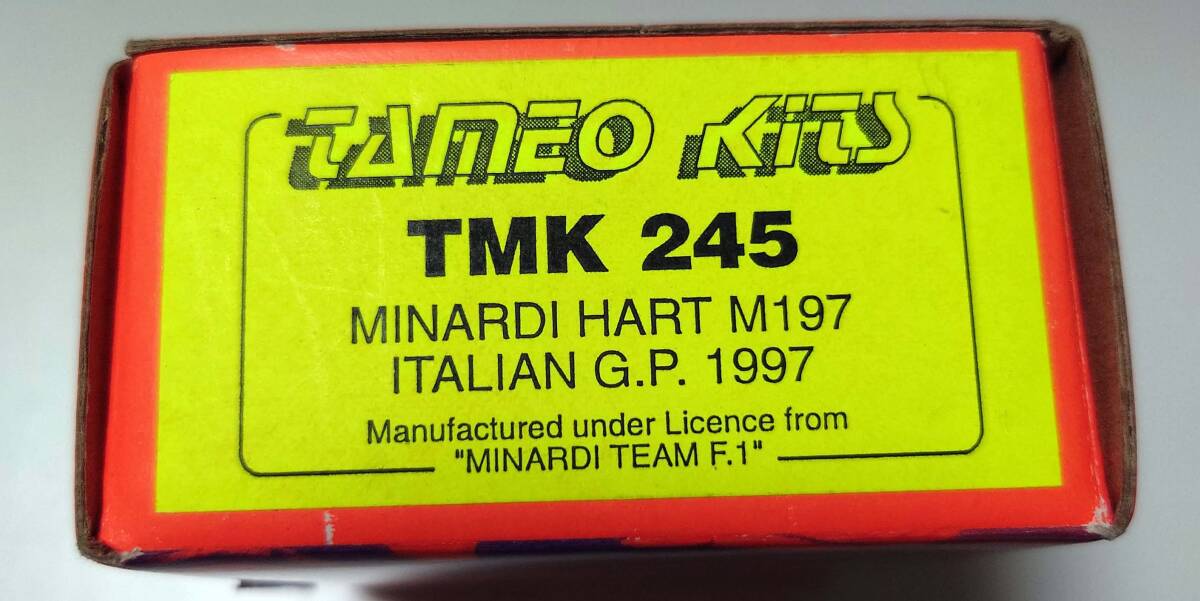 TAMEO KiTS
TMK 245
MINARDI HART M197
ITALIAN G.P. 1997
Manufactured under Licence from
"MINARDI TEAM F.1"